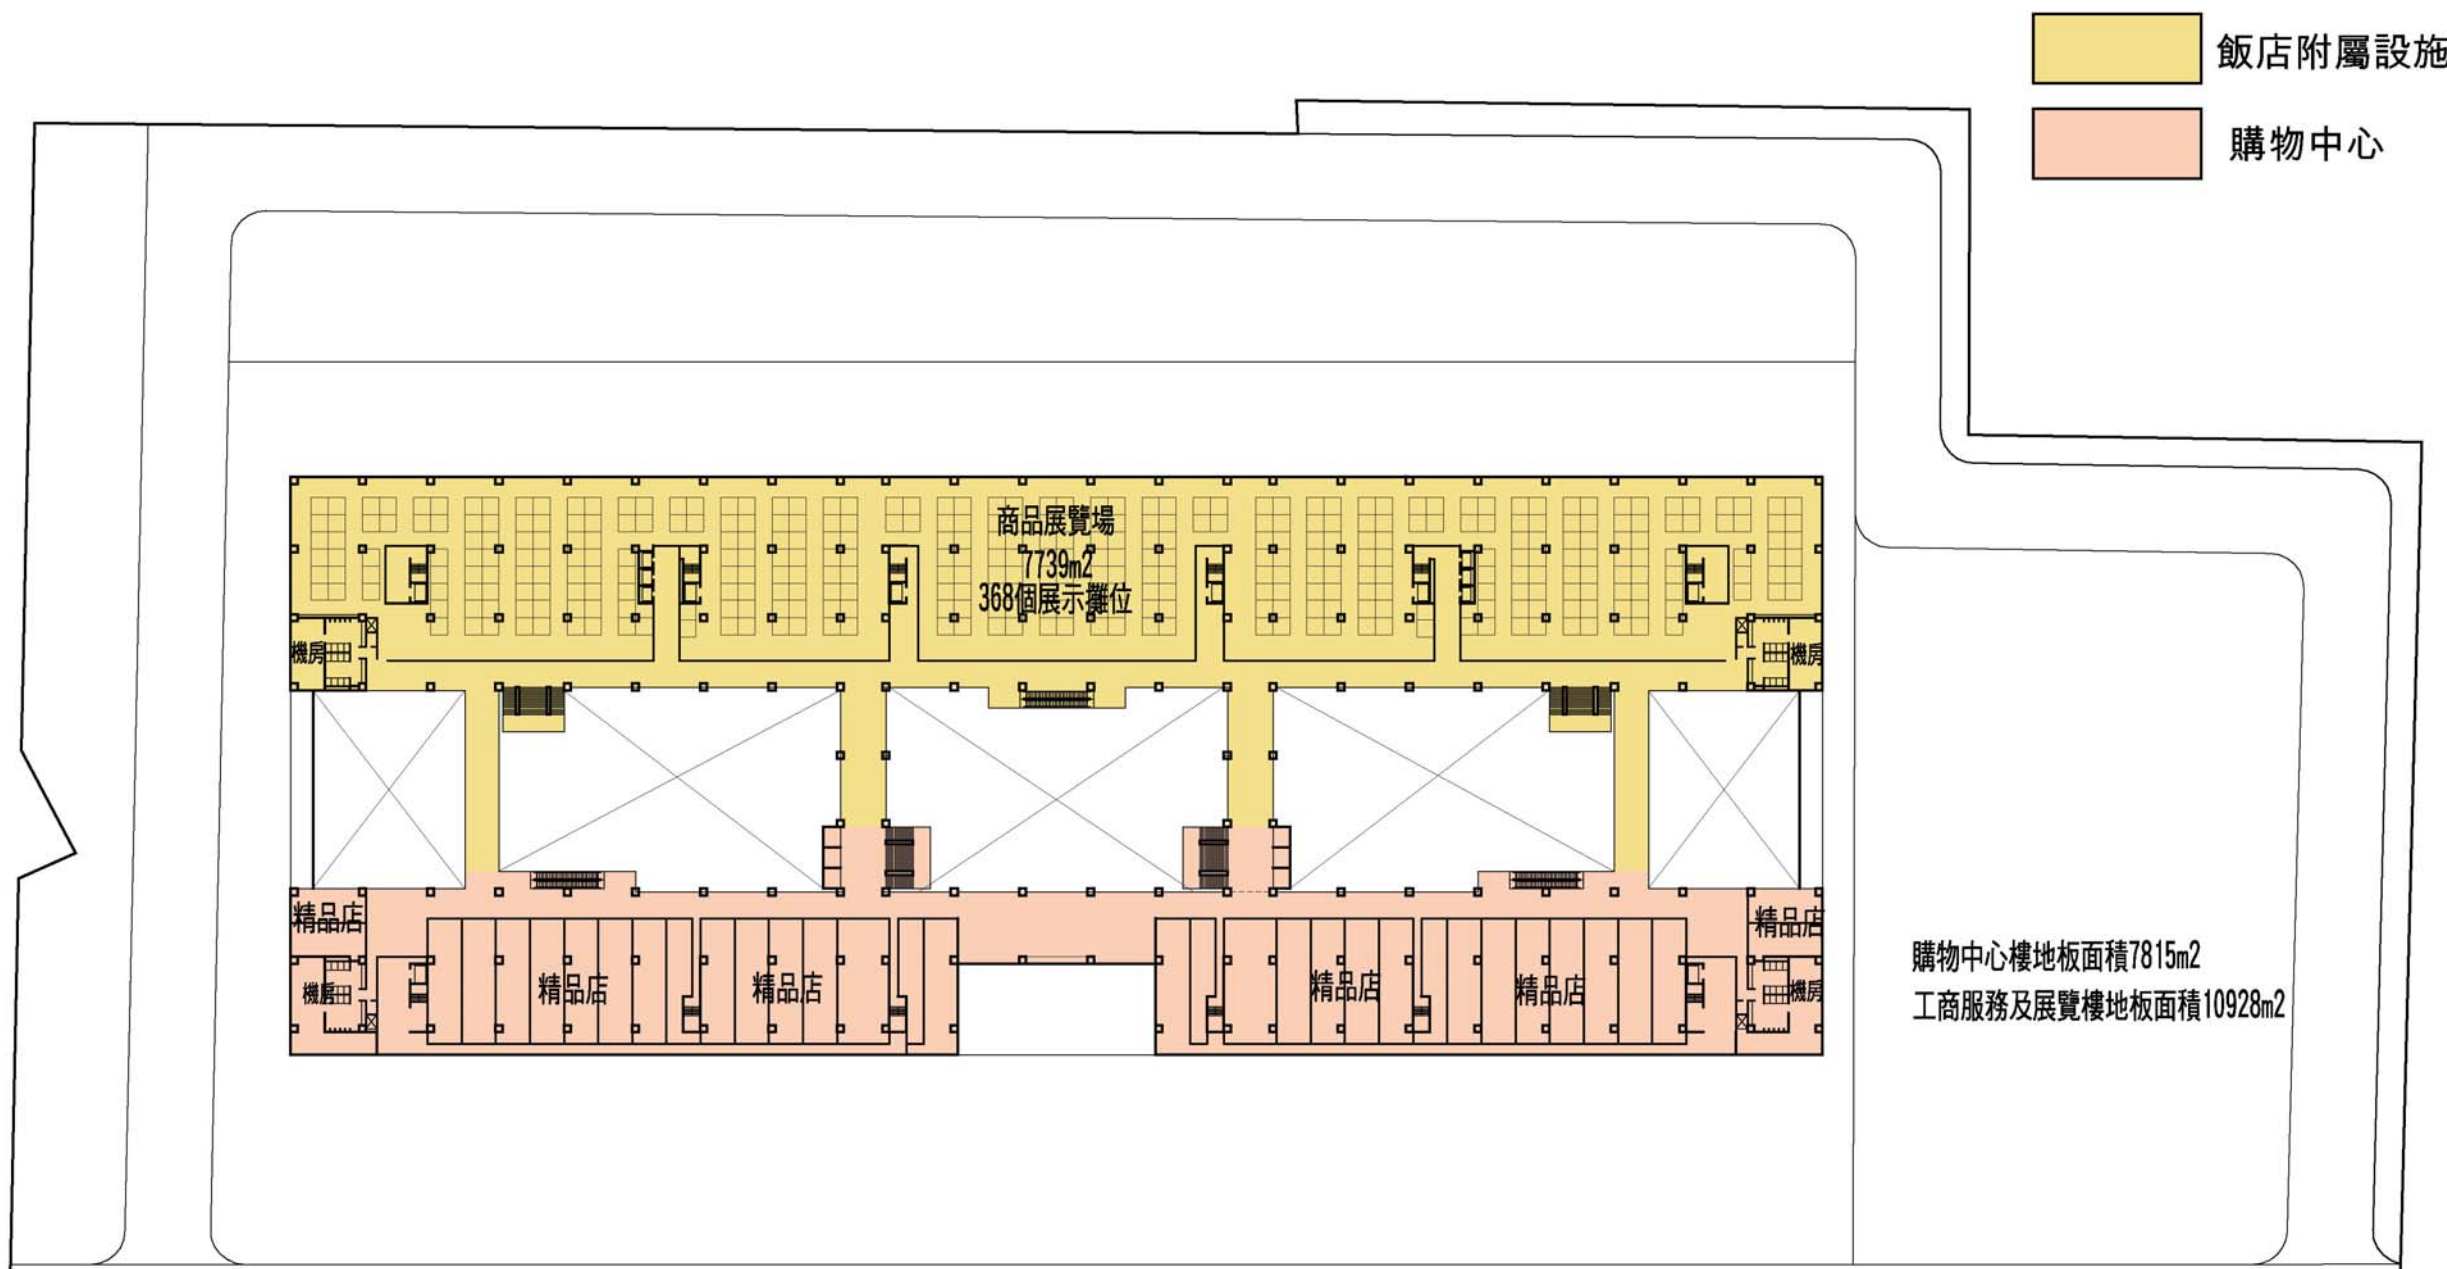 飯店附屬設施
購物中心
商品展覽場
7739m2
368個展示攤位
機房
機房
精品店
精品店
精品店
精品店
精品店
精品店
機房
機房
購物中心樓地板面積7815m2
工商服務及展覽樓地板面積10928m2